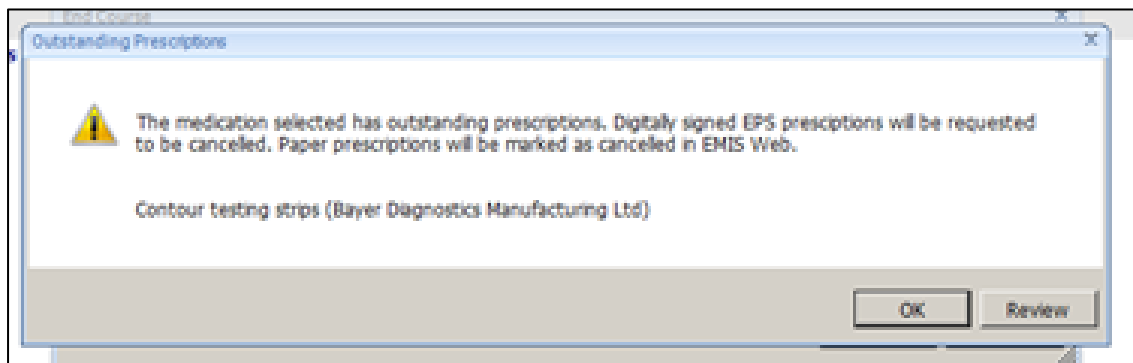 End Course
Outstanding Prescriptions
The medication selected has outstanding prescriptions. Digitally signed EPS presciptions will be requested
to be cancelled. Paper prescriptions will be marked as cancelled in EMIS Web.
Contour testing strips (Bayer Diagnostics Manufacturing Ltd)
OK
Review